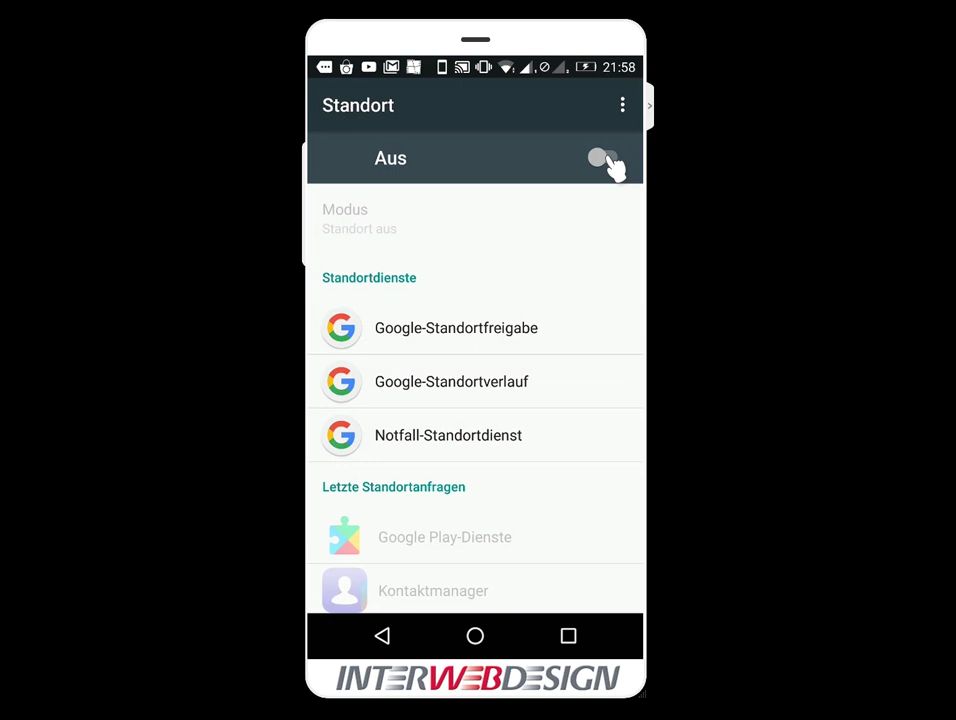 21:58
Standort
Aus
Modus
Standort aus
Standortdienste
Google-Standortfreigabe
Google-Standortverlauf
Notfall-Standortdienst
Letzte Standortanfragen
Google Play-Dienste
Kontaktmanager
INTERWEBDESIGN